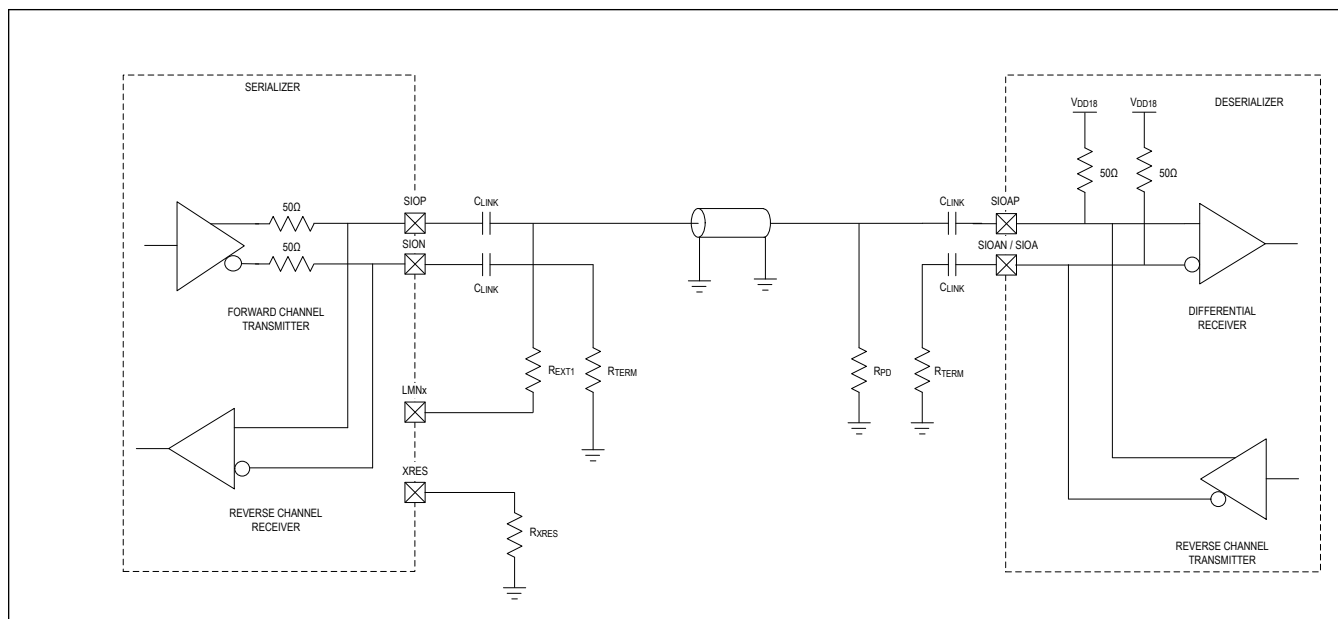 SERIALIZER
50Ω
50Ω
FORWARD CHANNEL
TRANSMITTER
REVERSE CHANNEL
RECEIVER
SIOP
SION
LMNx
XRES
CLINK
CLINK
REXT1
RTERM
RXRES
CLINK
CLINK
RPD
RTERM
SIOAP
SIOAN / SIOA
DESERIALIZER
VDD18
VDD18
50Ω
50Ω
DIFFERENTIAL
RECEIVER
REVERSE CHANNEL
TRANSMITTER